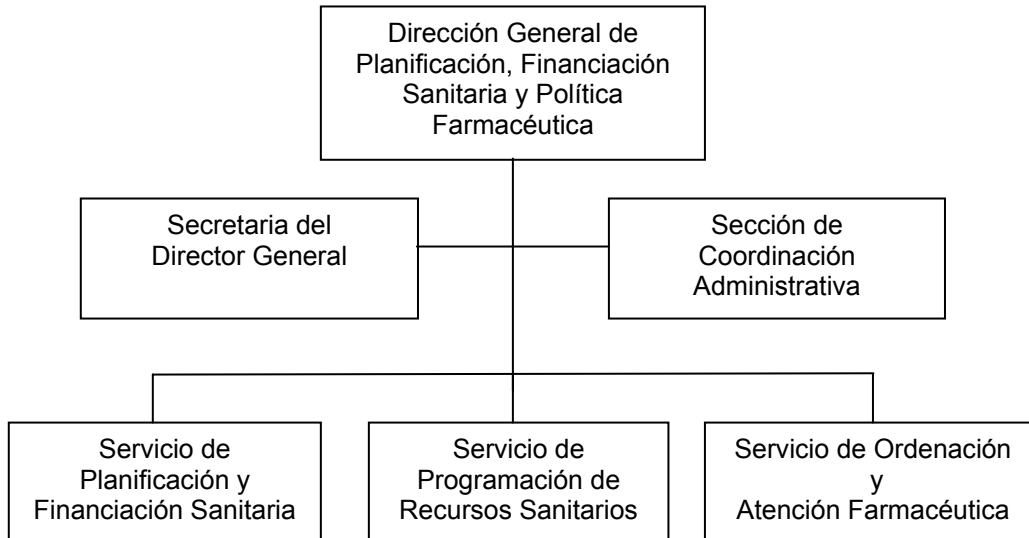 Dirección General de
Planificación, Financiación
Sanitaria y Política
Farmacéutica
Secretaria del
Director General
Sección de
Coordinación
Administrativa
Servicio de
Planificación y
Financiación Sanitaria
Servicio de
Programación de
Recursos Sanitarios
Servicio de Ordenación
y
Atención Farmacéutica